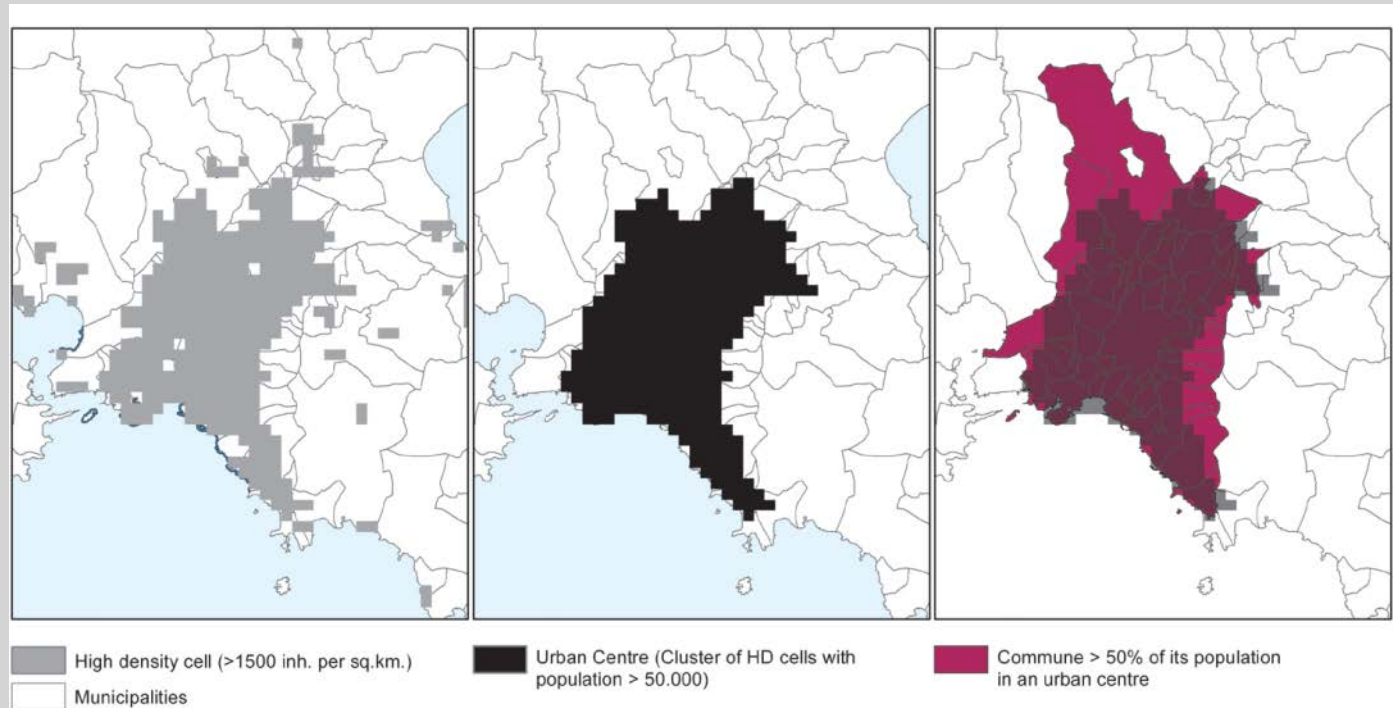 High density cell (>1500 inh. per sq.km.)
Municipalities
Urban Centre (Cluster of HD cells with
population > 50.000)
Commune > 50% of its population
in an urban centre